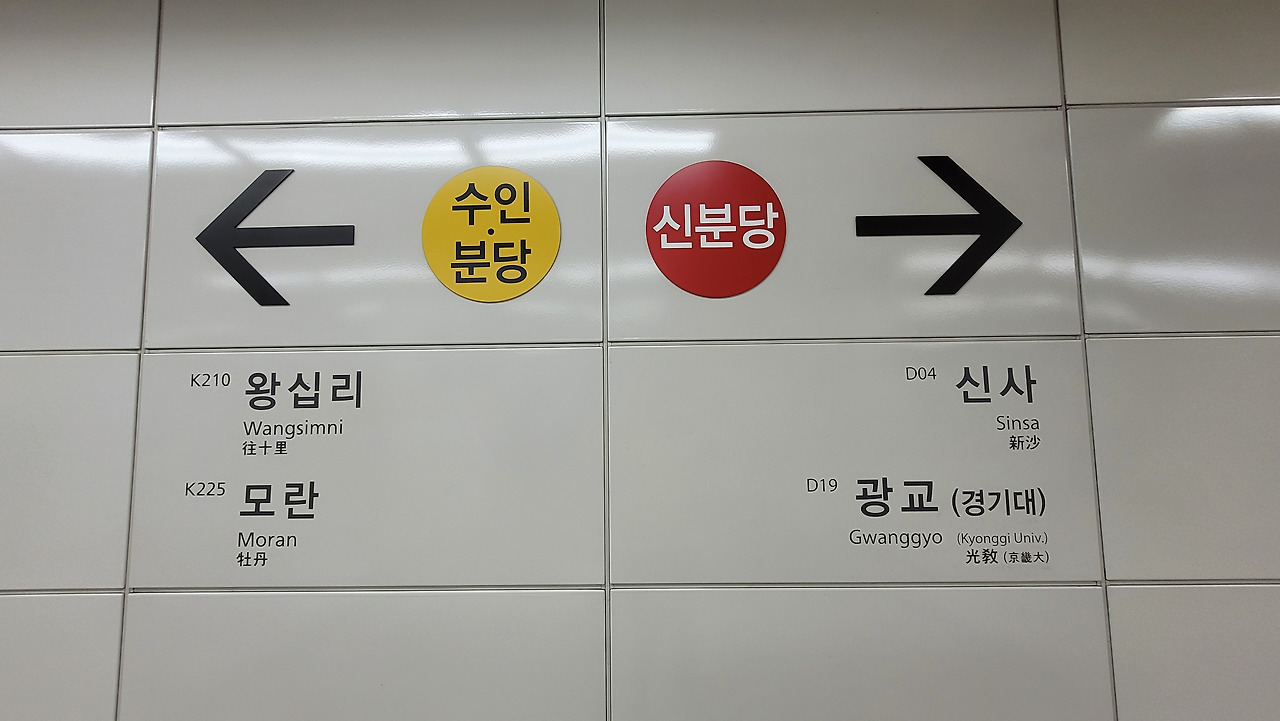 수인
·
분당
신분당
K210 왕십리
Wangsimni
往十里
K225 모란
Moran
牡丹
D04 신사
Sinsa
新沙
D19 광교 (경기대)
Gwanggyo (Kyonggi Univ.)
光敎 (京畿大)